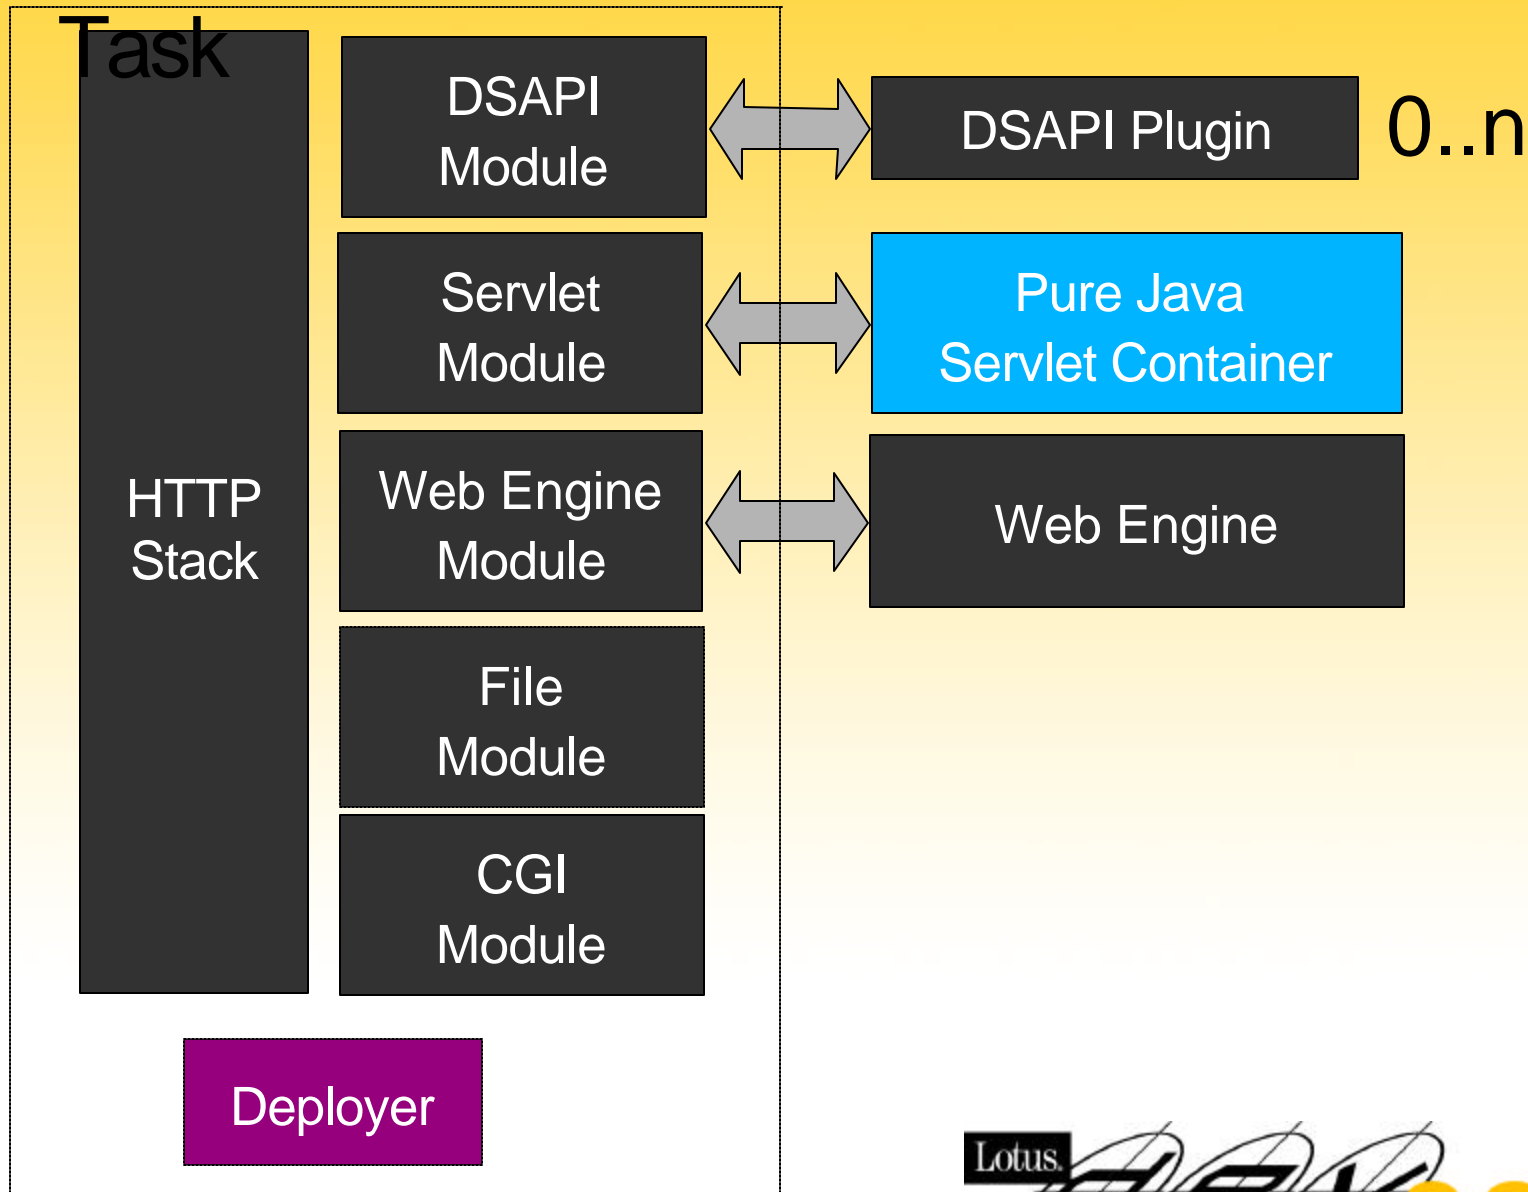 Task
DSAPI
Module
DSAPI Plugin
0..n
Servlet
Module
Pure Java
Servlet Container
HTTP
Stack
Web Engine
Module
Web Engine
File
Module
CGI
Module
Deployer
Lotus.